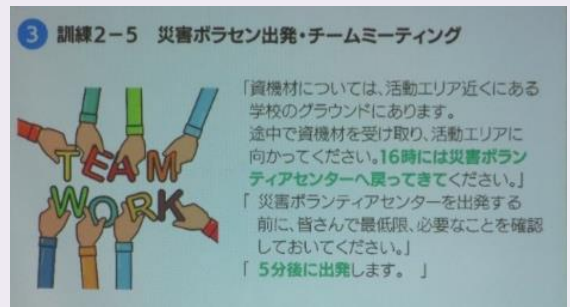 3 訓練2－5 災害ボラセン出発・チームミーティング
TEAM
WORK
「資機材については、活動エリア近くにある
学校のグラウンドにあります。
途中で資機材を受け取り、活動エリアに
向かってください。16時には災害ボラン
ティアセンターへ戻ってきてください。」
「 災害ボランティアセンターを出発する
前に、皆さんで最低限、必要なことを確認
しておいてください。」
「 5分後に出発します。 」